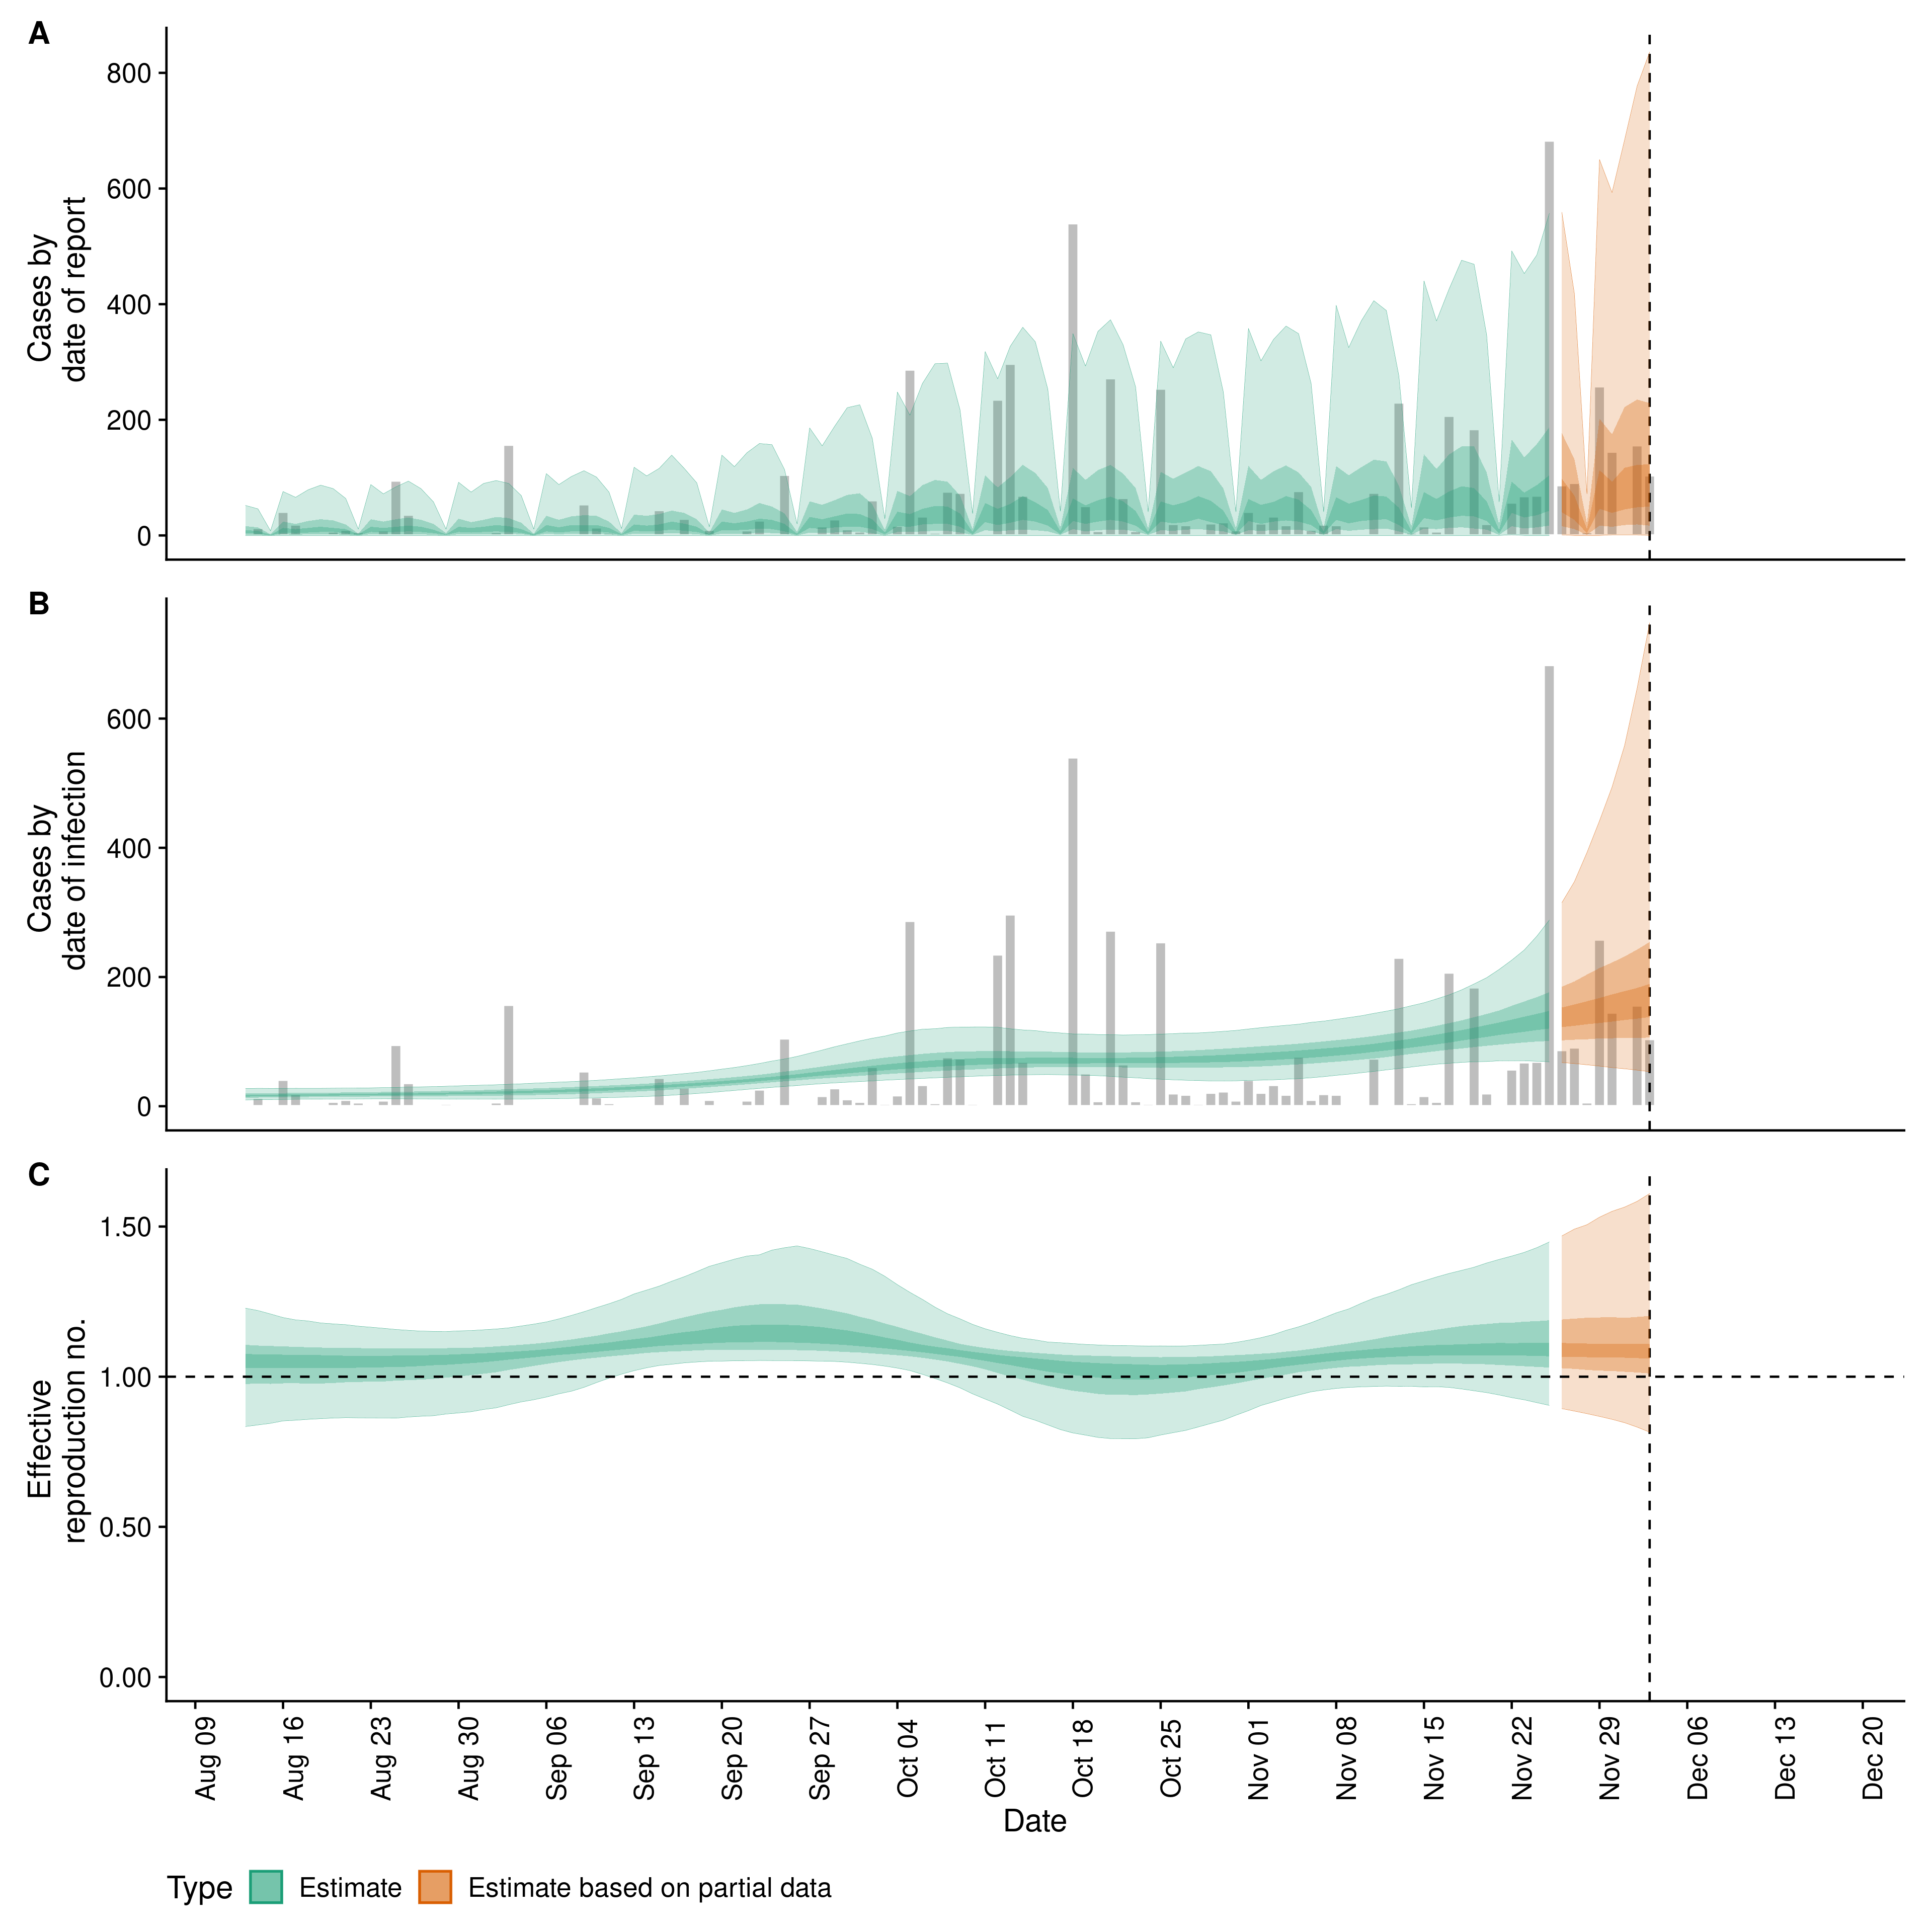 A
800
600
400
200
0
Cases by
date of report
B
600
400
200
0
Cases by
date of infection
C
1.50
1.00
0.50
0.00
Effective
reproduction no.
Aug 09
Aug 16
Aug 23
Aug 30
Sep 06
Sep 13
Sep 20
Sep 27
Oct 04
Oct 11
Oct 18
Oct 25
Nov 01
Nov 08
Nov 15
Nov 22
Nov 29
Dec 06
Dec 13
Dec 20
Date
Type Estimate Estimate based on partial data